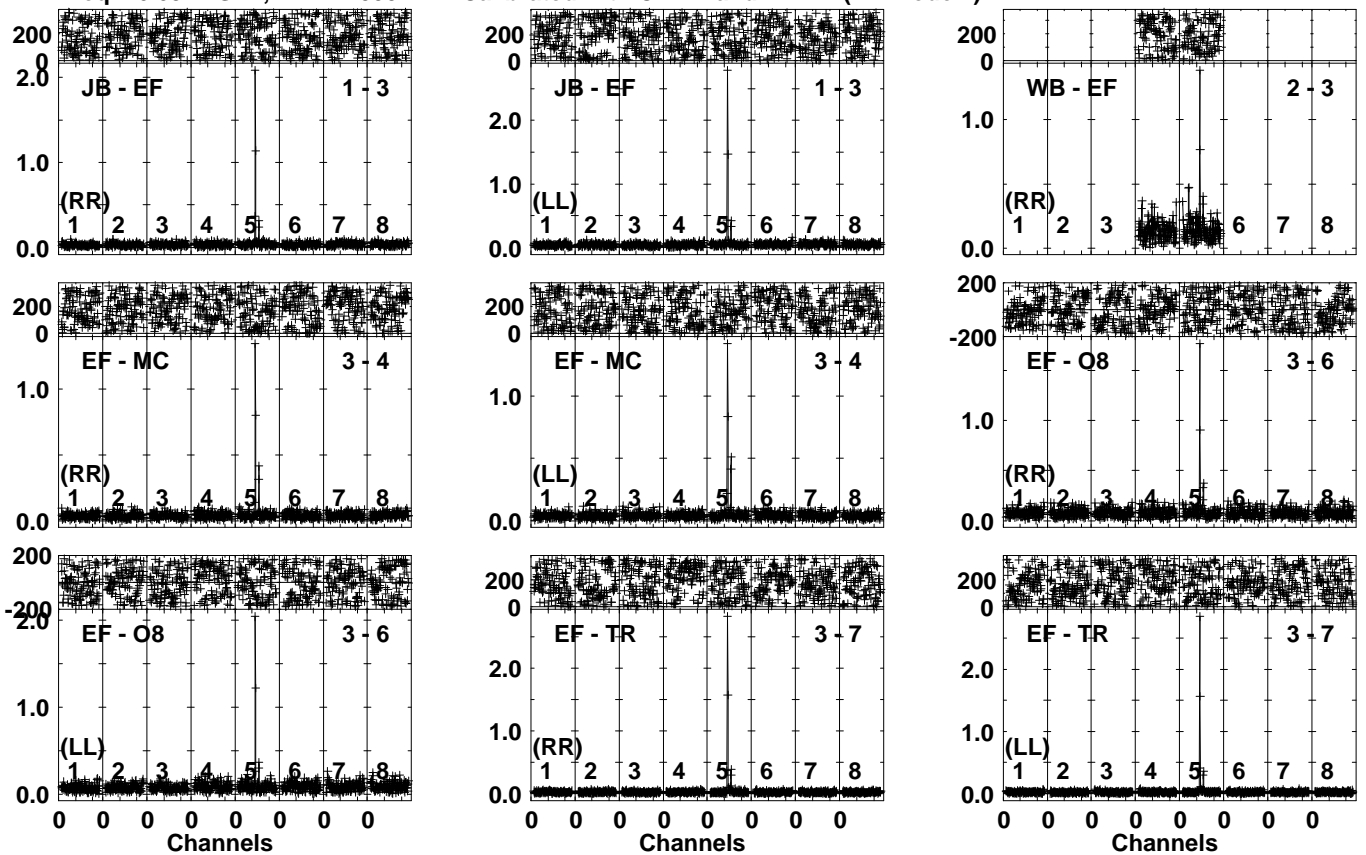 200 200 200
0 0 0
2.0 JB - EF 1 - 3 JB - EF 1 - 3 WB - EF 2 - 3
2.0 1.0
1.0
1.0
(RR) (LL) (RR)
1 2 3 4 5 6 7 8 1 2 3 4 5 6 7 8 1 2 3 6 7 8
0.0 0.0 0.0
200 200 200
0 0 -200
EF - MC 3 - 4 EF - MC 3 - 4 EF - O8 3 - 6
1.0 1.0 1.0
(RR) (LL) (RR)
1 2 3 4 5 6 7 8 1 2 3 4 5 6 7 8 1 2 3 4 5 6 7 8
0.0 0.0 0.0
200 200 200
-200 0 0
2.0 EF - O8 3 - 6 EF - TR 3 - 7 EF - TR 3 - 7
2.0 2.0
1.0 1.0 1.0
(LL) (RR) (LL)
1 2 3 4 5 6 7 8 1 2 3 4 5 6 7 8 1 2 3 4 5 6 7 8
0.0 0.0 0.0
0 0 0 0 0 0 0 0 0 0 0 0 0 0 0 0 0 0 0 0 0 0 0 0
Channels Channels Channels